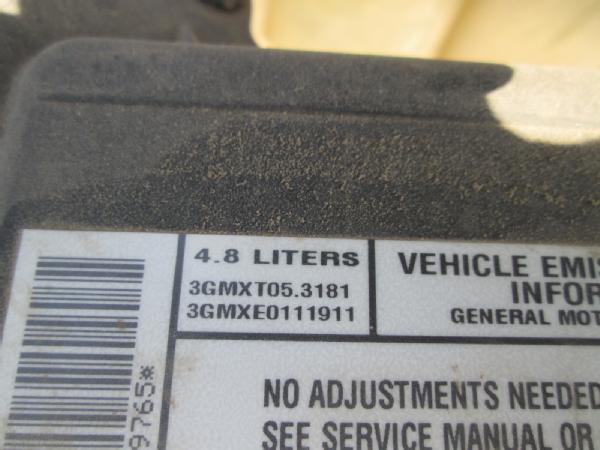 4.8 LITERS
3GMXT05.3181
3GMXE0111911
VEHICLE EMIS
INFOR
GENERAL MOT
9765*
NO ADJUSTMENTS NEEDED
SEE SERVICE MANUAL OR